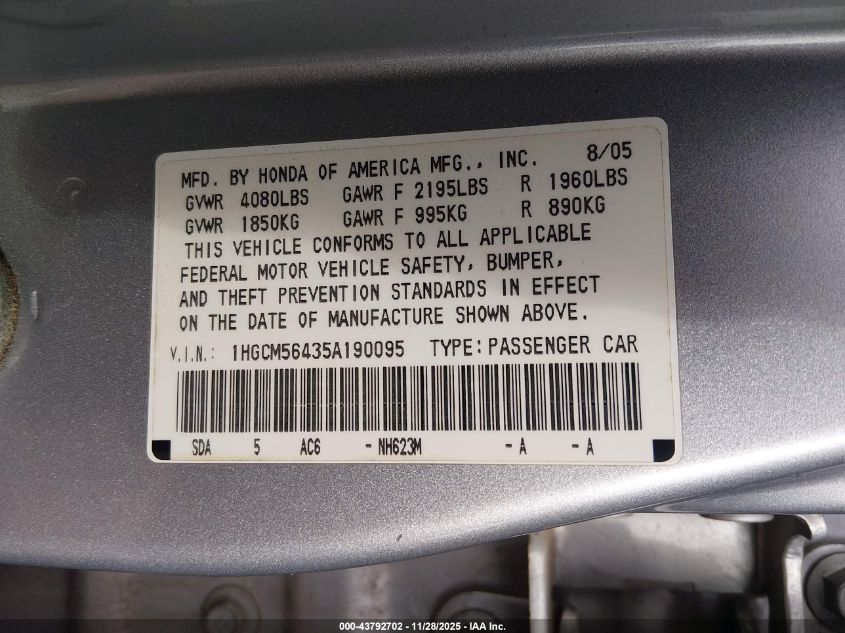 MFD. BY HONDA OF AMERICA MFG., INC. 8/05
GVWR 4080LBS GAWR F 2195LBS R 1960LBS
GVWR 1850KG GAWR F 995KG R 890KG
THIS VEHICLE CONFORMS TO ALL APPLICABLE
FEDERAL MOTOR VEHICLE SAFETY, BUMPER,
AND THEFT PREVENTION STANDARDS IN EFFECT
ON THE DATE OF MANUFACTURE SHOWN ABOVE.
V.I.N.: 1HGCM56435A190095 TYPE:PASSENGER CAR
SDA 5 AC6 -NH623M -A -A
000-43792702 - 11/28/2025 - IAA Inc.